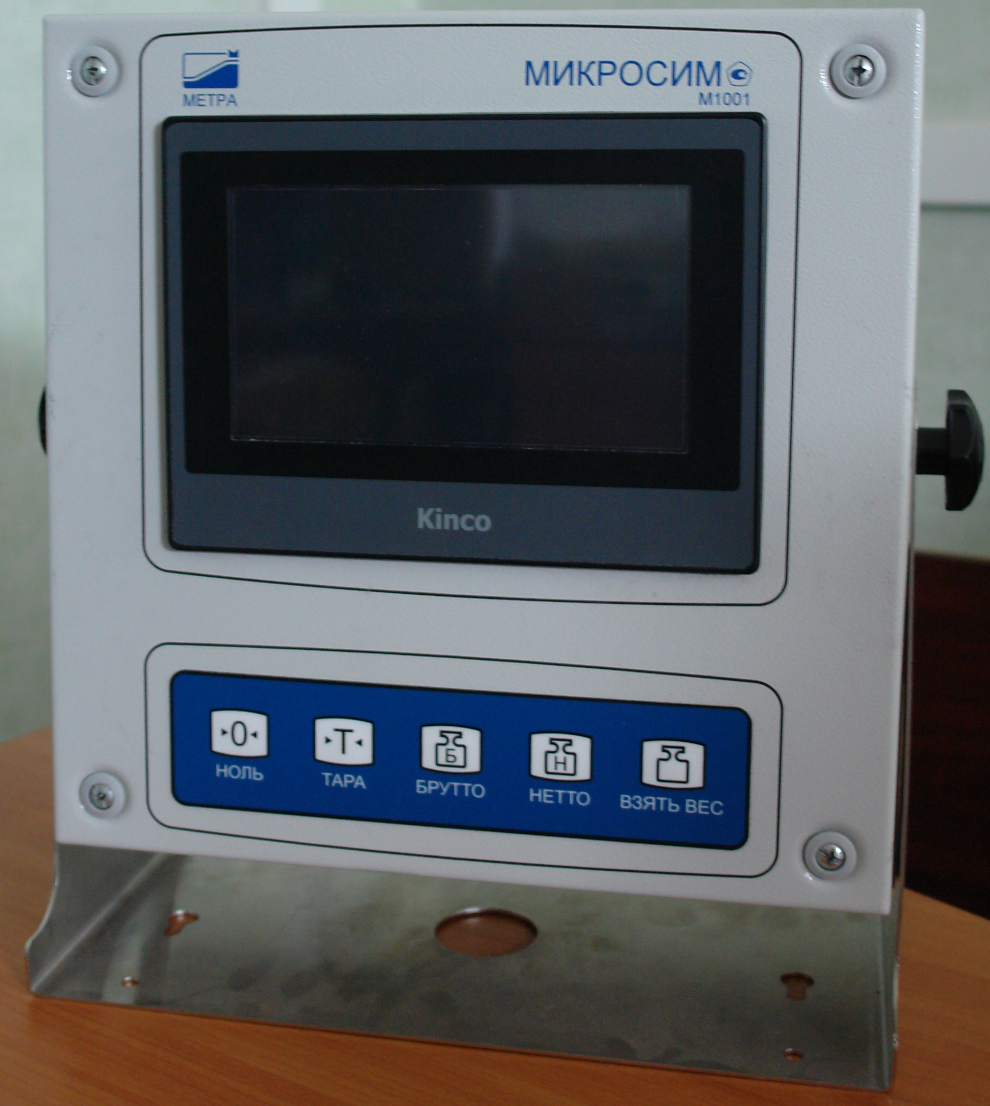 МЕТРА
МИКРОСИМ
М1001
Kinco
0
Т
Б
Н
НОЛЬ
ТАРА
БРУТТО
НЕТТО
ВЗЯТЬ ВЕС